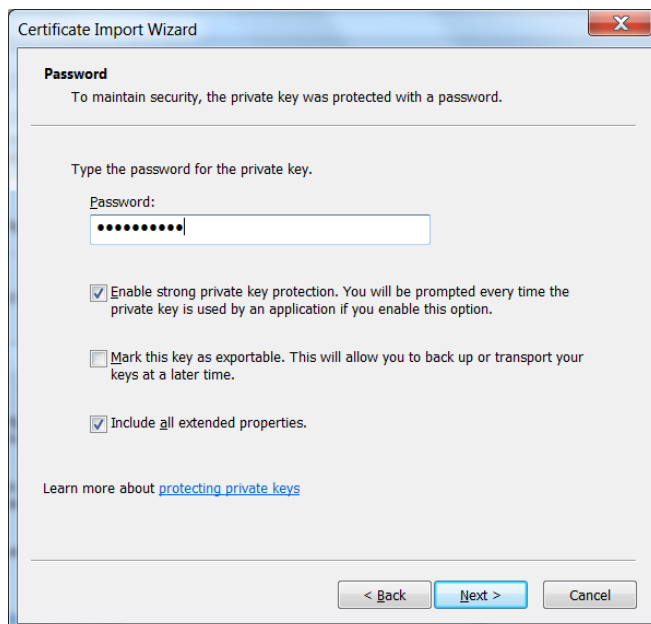 Certificate Import Wizard
Password
To maintain security, the private key was protected with a password.
Type the password for the private key.
Password:
••••••••••
Enable strong private key protection. You will be prompted every time the
private key is used by an application if you enable this option.
Mark this key as exportable. This will allow you to back up or transport your
keys at a later time.
Include all extended properties.
Learn more about protecting private keys
< Back Next > Cancel